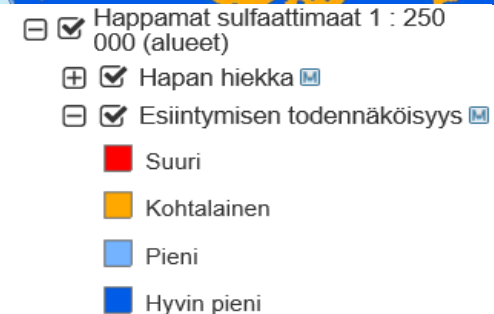 Happamat sulfaattimaat 1 : 250
000 (alueet)
Hapan hiekka M
Esiintymisen todennäköisyys M
Suuri
Kohtalainen
Pieni
Hyvin pieni